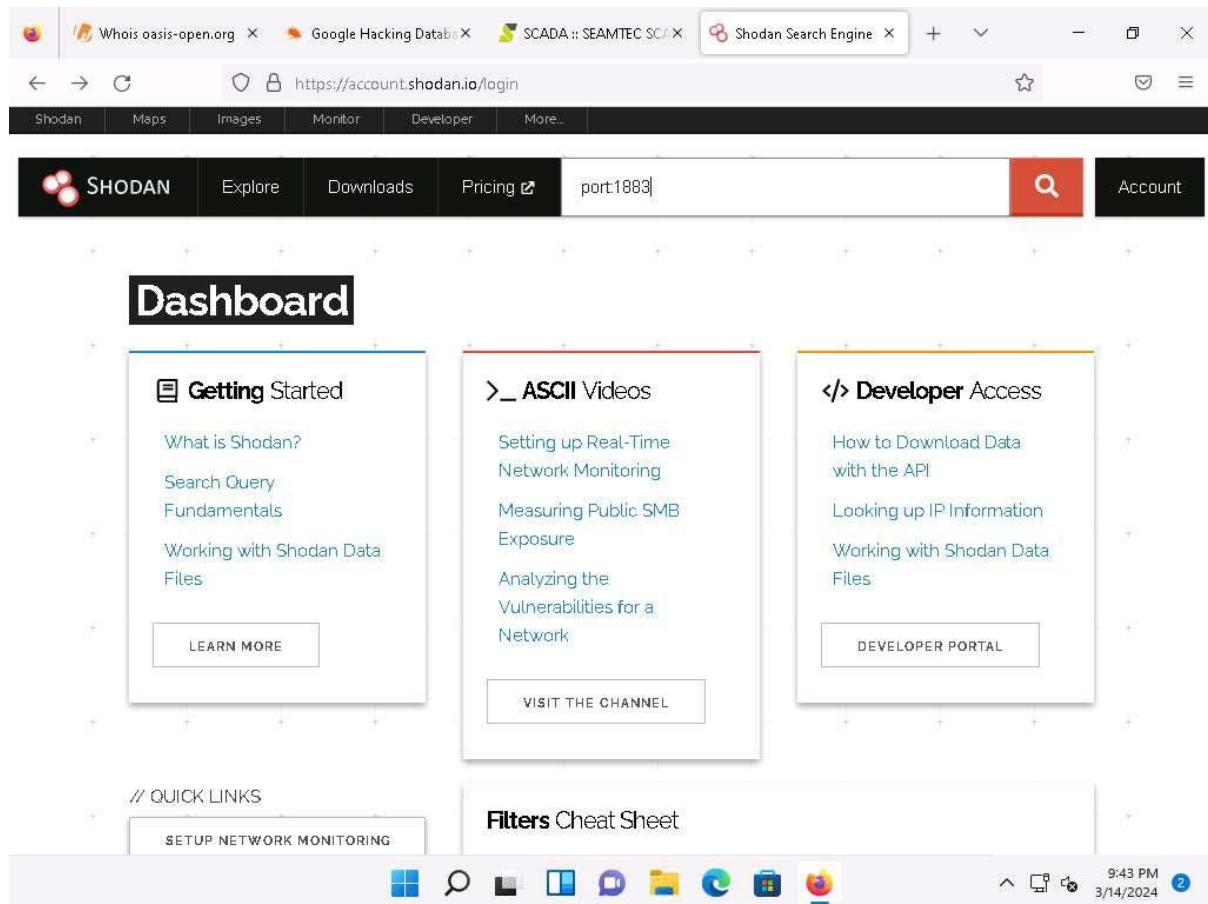 Whois oasis-open.org
Google Hacking Datab
SCADA :: SEAMTEC SCA
Shodan Search Engine
https://account.shodan.io/login
Shodan Maps Images Monitor Developer More...
SHODAN Explore Downloads Pricing port:1883 Account
Dashboard
Getting Started
What is Shodan?
Search Query
Fundamentals
Working with Shodan Data
Files
LEARN MORE
>_ ASCII Videos
Setting up Real-Time
Network Monitoring
Measuring Public SMB
Exposure
Analyzing the
Vulnerabilities for a
Network
VISIT THE CHANNEL
</> Developer Access
How to Download Data
with the API
Looking up IP Information
Working with Shodan Data
Files
DEVELOPER PORTAL
// QUICK LINKS
SETUP NETWORK MONITORING
Filters Cheat Sheet
9:43 PM
3/14/2024
2